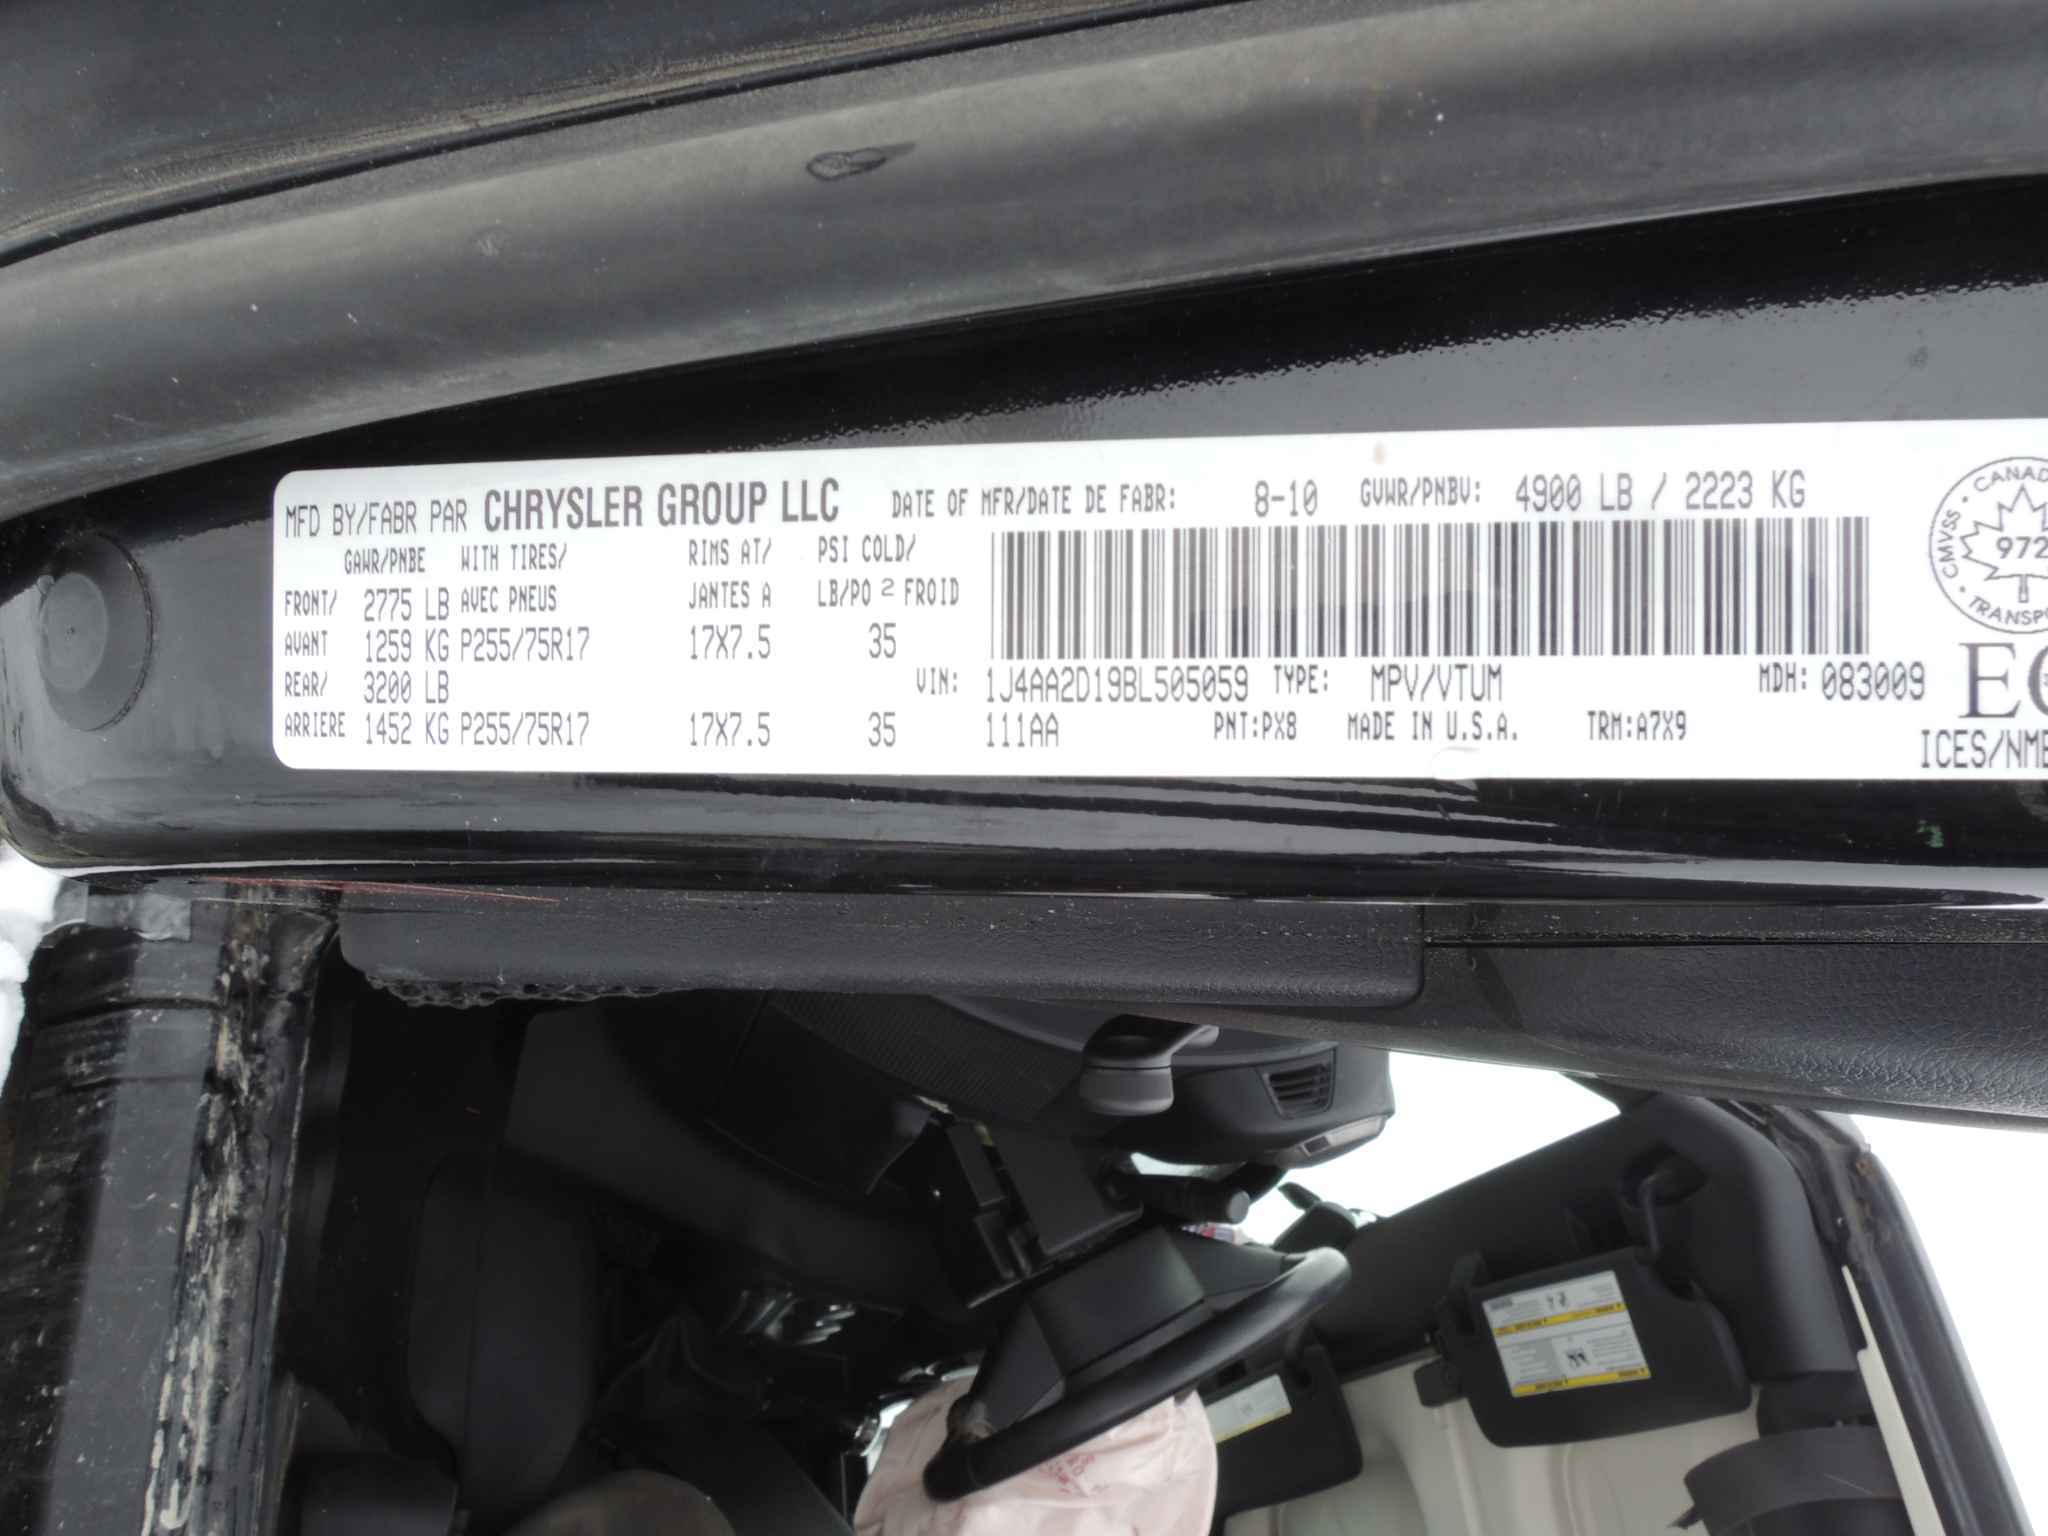 MFD BY/FABR PAR CHRYSLER GROUP LLC DATE OF MFR/DATE DE FABR: 8-10 GVWR/PNBV: 4900 LB / 2223 KG
GAWR/PNBE WITH TIRES/ RIMS AT/ PSI COLD/
FRONT/ 2775 LB AVEC PNEUS JANTES A LB/PO 2 FROID
AVANT 1259 KG P255/75R17 17X7.5 35
REAR/ 3200 LB VIN: 1J4AA2D19BL505059 TYPE: MPV/VTUM MDH: 083009
ARRIERE 1452 KG P255/75R17 17X7.5 35 111AA PNT:PX8 MADE IN U.S.A. TRM:A7X9
CANAD
CMVSS
972
TRANSPO
EC
ICES/NMB